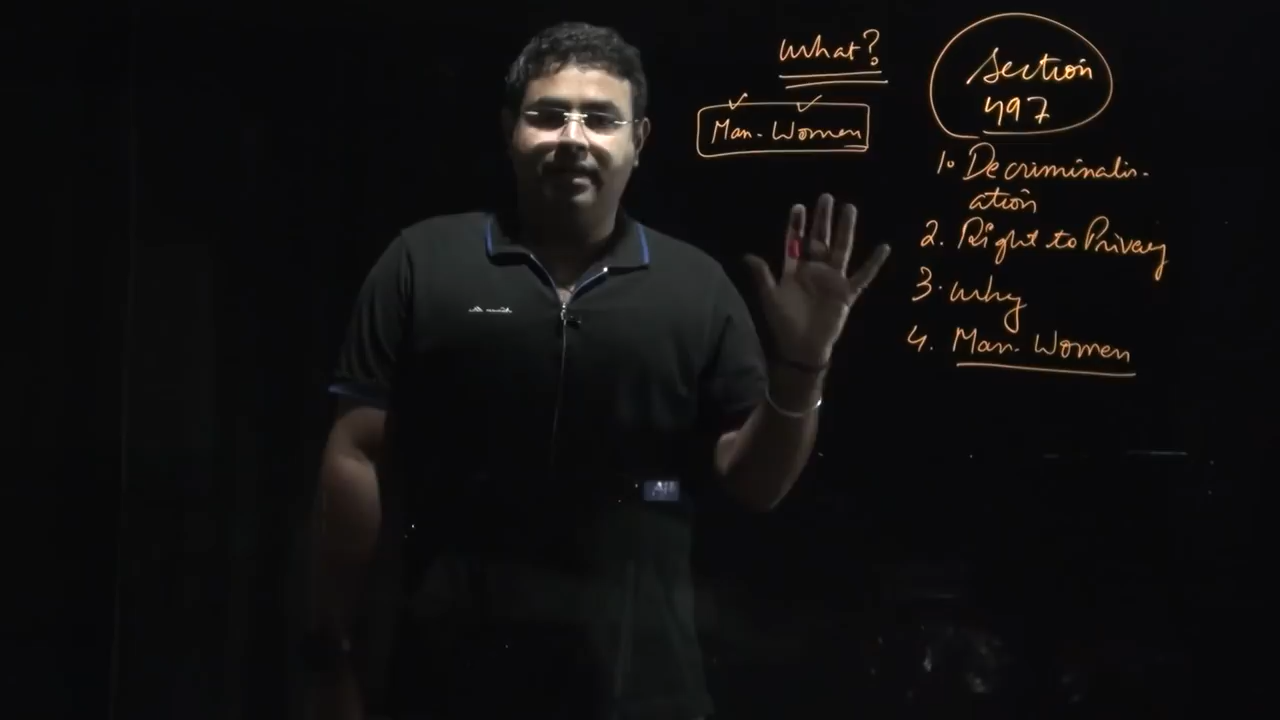 What?
Man-Women
Section
497
1. Decriminalis-
ation
2. Right to Privacy
3. Why
4. Man-Women